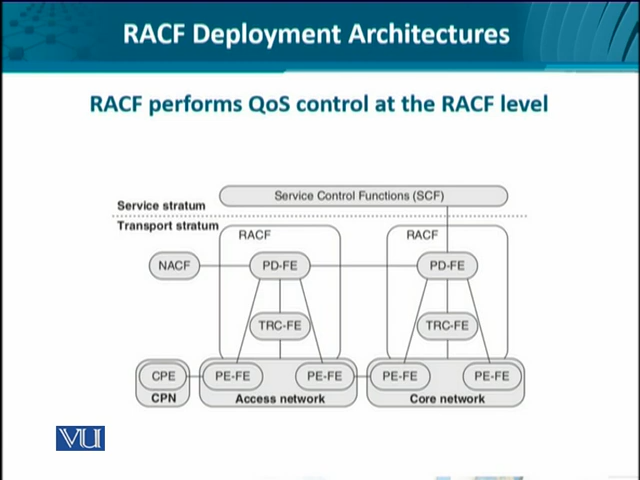 RACF Deployment Architectures
RACF performs QoS control at the RACF level
Service Control Functions (SCF)
Service stratum
Transport stratum
RACF
RACF
NACF
PD-FE
PD-FE
TRC-FE
TRC-FE
CPE
PE-FE
PE-FE
PE-FE
PE-FE
CPN
Access network
Core network
VU